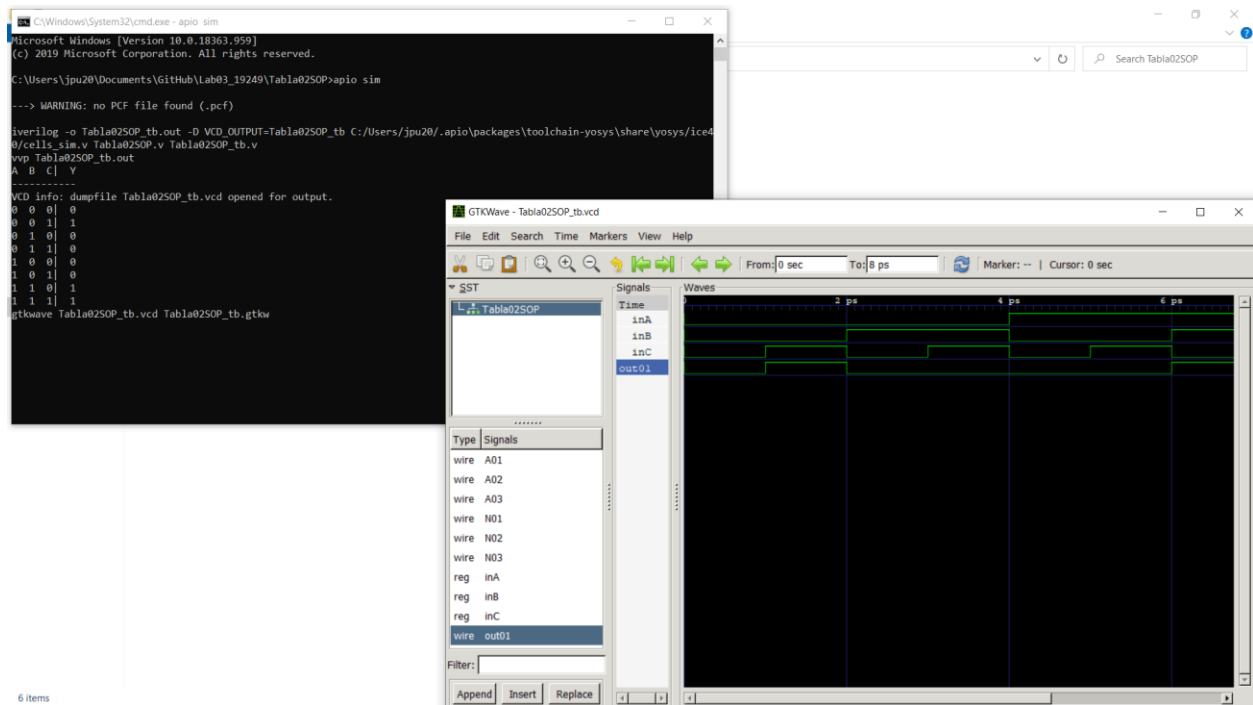 C:\Windows\System32\cmd.exe - apio sim
Microsoft Windows [Version 10.0.18363.959]
(c) 2019 Microsoft Corporation. All rights reserved.
C:\Users\jpu20\Documents\GitHub\Lab03_19249\Tabla02SOP>apio sim
---> WARNING: no PCF file found (.pcf)
iverilog -o Tabla02SOP_tb.out -D VCD_OUTPUT=Tabla02SOP_tb C:/Users/jpu20/.apio\packages\toolchain-yosys\share\yosys/ice4
0/cells_sim.v Tabla02SOP.v Tabla02SOP_tb.v
vvp Tabla02SOP_tb.out
A B C| Y
-----------
VCD info: dumpfile Tabla02SOP_tb.vcd opened for output.
0 0 0| 0
0 0 1| 1
0 1 0| 0
0 1 1| 0
1 0 0| 0
1 0 1| 0
1 1 0| 1
1 1 1| 1
gtkwave Tabla02SOP_tb.vcd Tabla02SOP_tb.gtkw
Search Tabla02SOP
GTKWave - Tabla02SOP_tb.vcd
File Edit Search Time Markers View Help
From: 0 sec To: 8 ps Marker: -- | Cursor: 0 sec
SST
Tabla02SOP
Type Signals
wire A01
wire A02
wire A03
wire N01
wire N02
wire N03
reg inA
reg inB
reg inC
wire out01
Filter:
Append Insert Replace
Signals
Time
inA
inB
inC
out01
Waves
2 ps 4 ps 6 ps
6 items